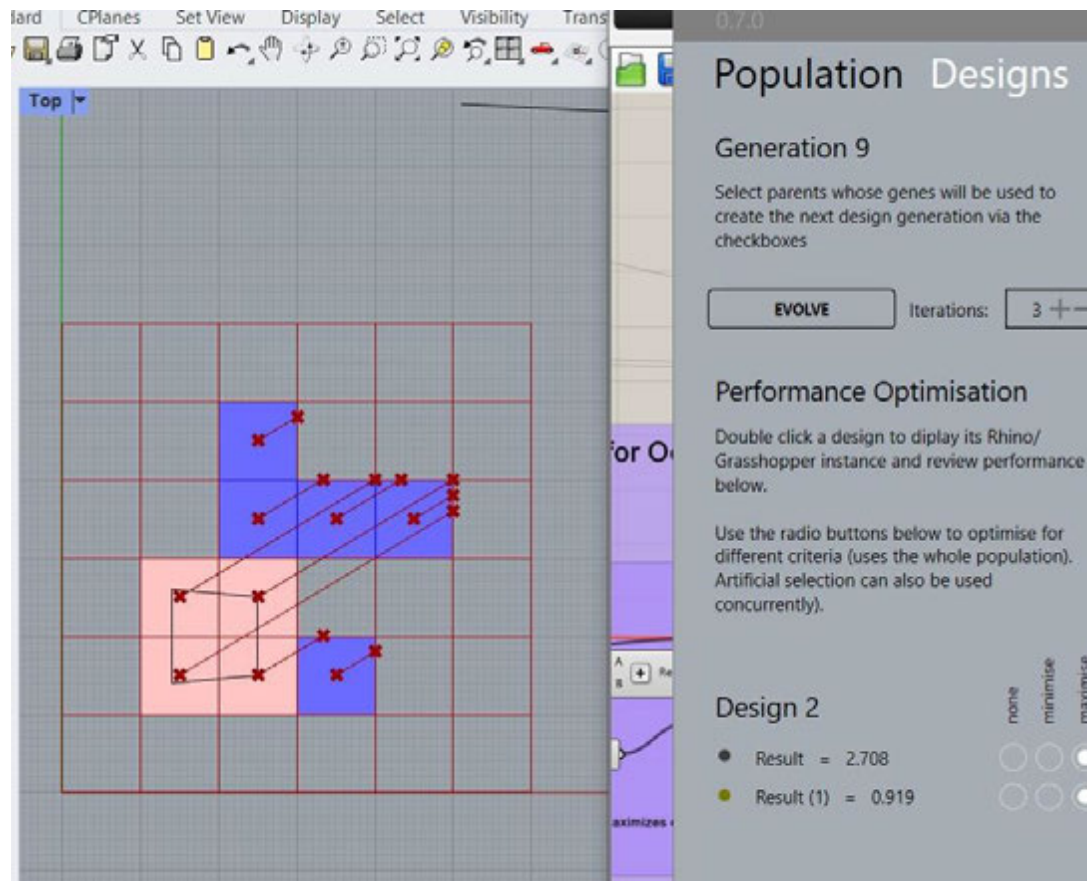 CPlanes Set View Display Select Visibility
Top
0.7.0
Population Designs
Generation 9
Select parents whose genes will be used to
create the next design generation via the
checkboxes
EVOLVE Iterations: 3
Performance Optimisation
Double click a design to diplay its Rhino/
Grasshopper instance and review performance
below.
Use the radio buttons below to optimise for
different criteria (uses the whole population).
Artificial selection can also be used
concurrently).
none
minimise
maximise
Design 2
Result = 2.708
Result (1) = 0.919
for
A
B